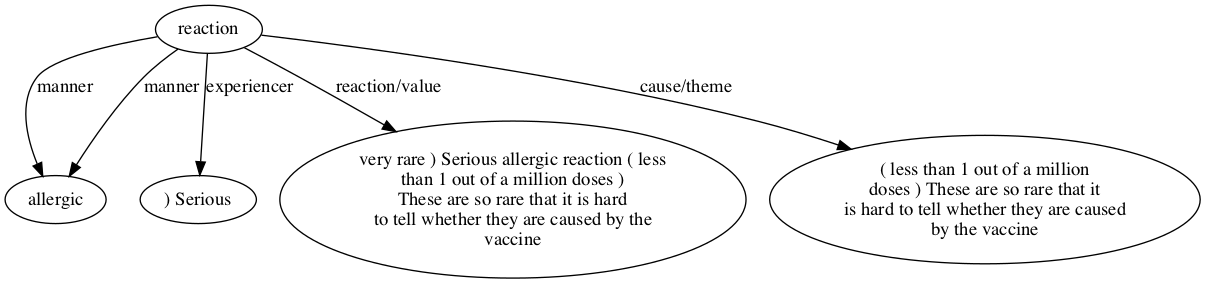 reaction
manner
manner
experiencer
reaction/value
cause/theme
allergic
) Serious
very rare ) Serious allergic reaction ( less
than 1 out of a million doses )
These are so rare that it is hard
to tell whether they are caused by the
vaccine
( less than 1 out of a million
doses ) These are so rare that it
is hard to tell whether they are caused
by the vaccine